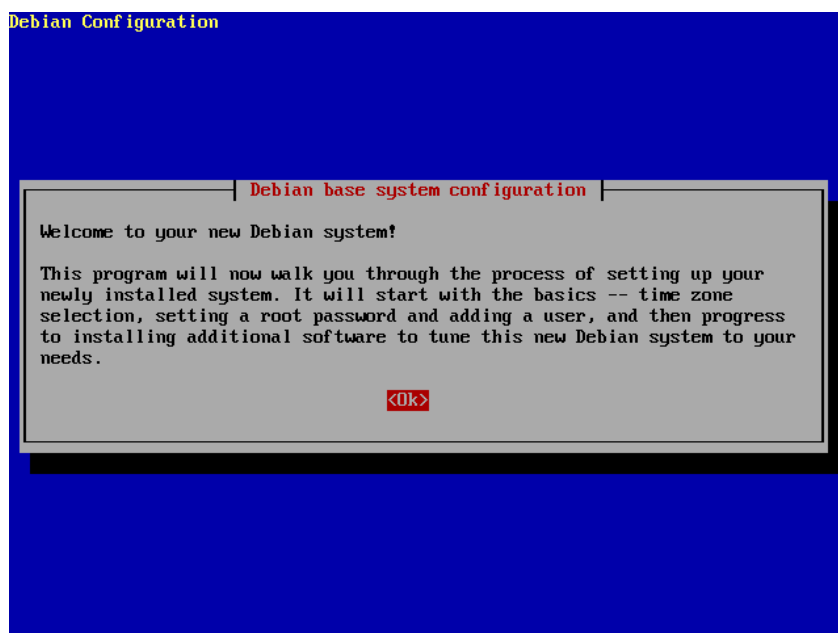 Debian Configuration
Debian base system configuration
Welcome to your new Debian system!
This program will now walk you through the process of setting up your
newly installed system. It will start with the basics -- time zone
selection, setting a root password and adding a user, and then progress
to installing additional software to tune this new Debian system to your
needs.
<Ok>